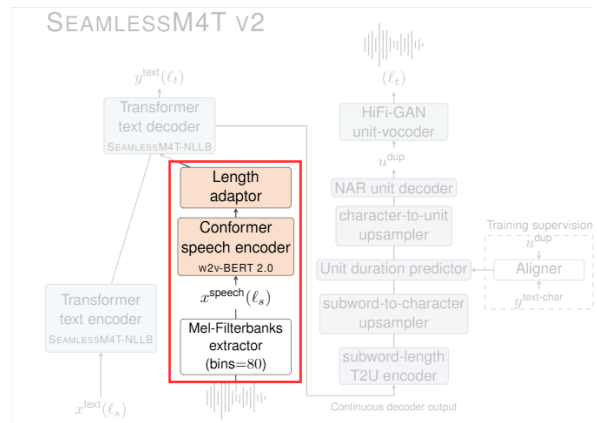 SEAMLESSM4T V2
y^text(ℓ_t)
Transformer
text decoder
SEAMLESSM4T-NLLB
Length
adaptor
Conformer
speech encoder
w2v-BERT 2.0
x^speech(ℓ_s)
Mel-Filterbanks
extractor
(bins=80)
Transformer
text encoder
SEAMLESSM4T-NLLB
x^text(ℓ_s)
(ℓ_t)
HiFi-GAN
unit-vocoder
u^dup
NAR unit decoder
character-to-unit
upsampler
Unit duration predictor
subword-to-character
upsampler
subword-length
T2U encoder
Continuous decoder output
Training supervision
u^dup
Aligner
y^text-char